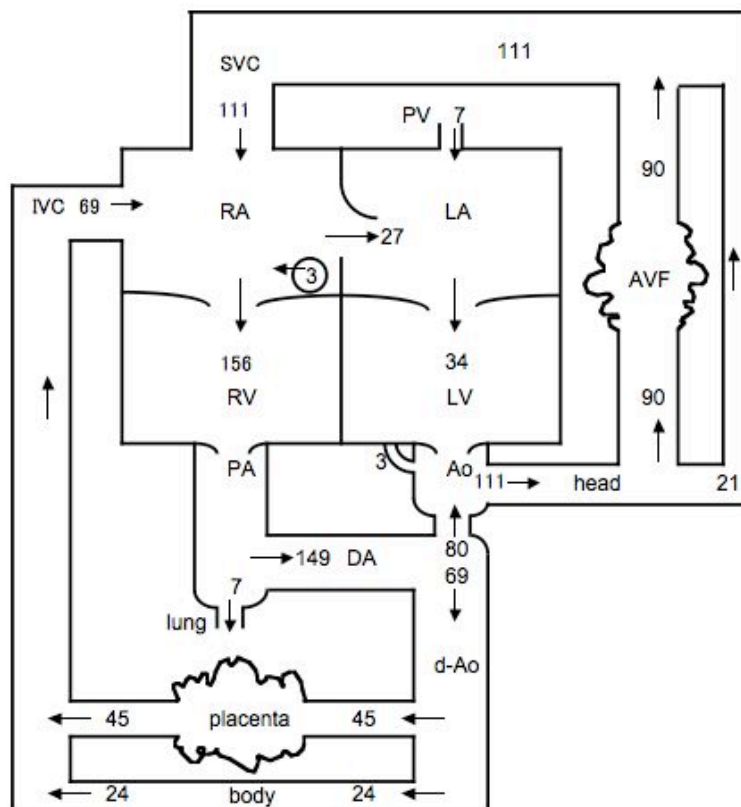 111
SVC
111
PV 7
90
IVC 69
RA
LA
27
3
AVF
156
34
RV
LV
90
3
PA
Ao
111
head
21
149 DA
80
69
7
lung
d-Ao
45 placenta 45
24 body 24